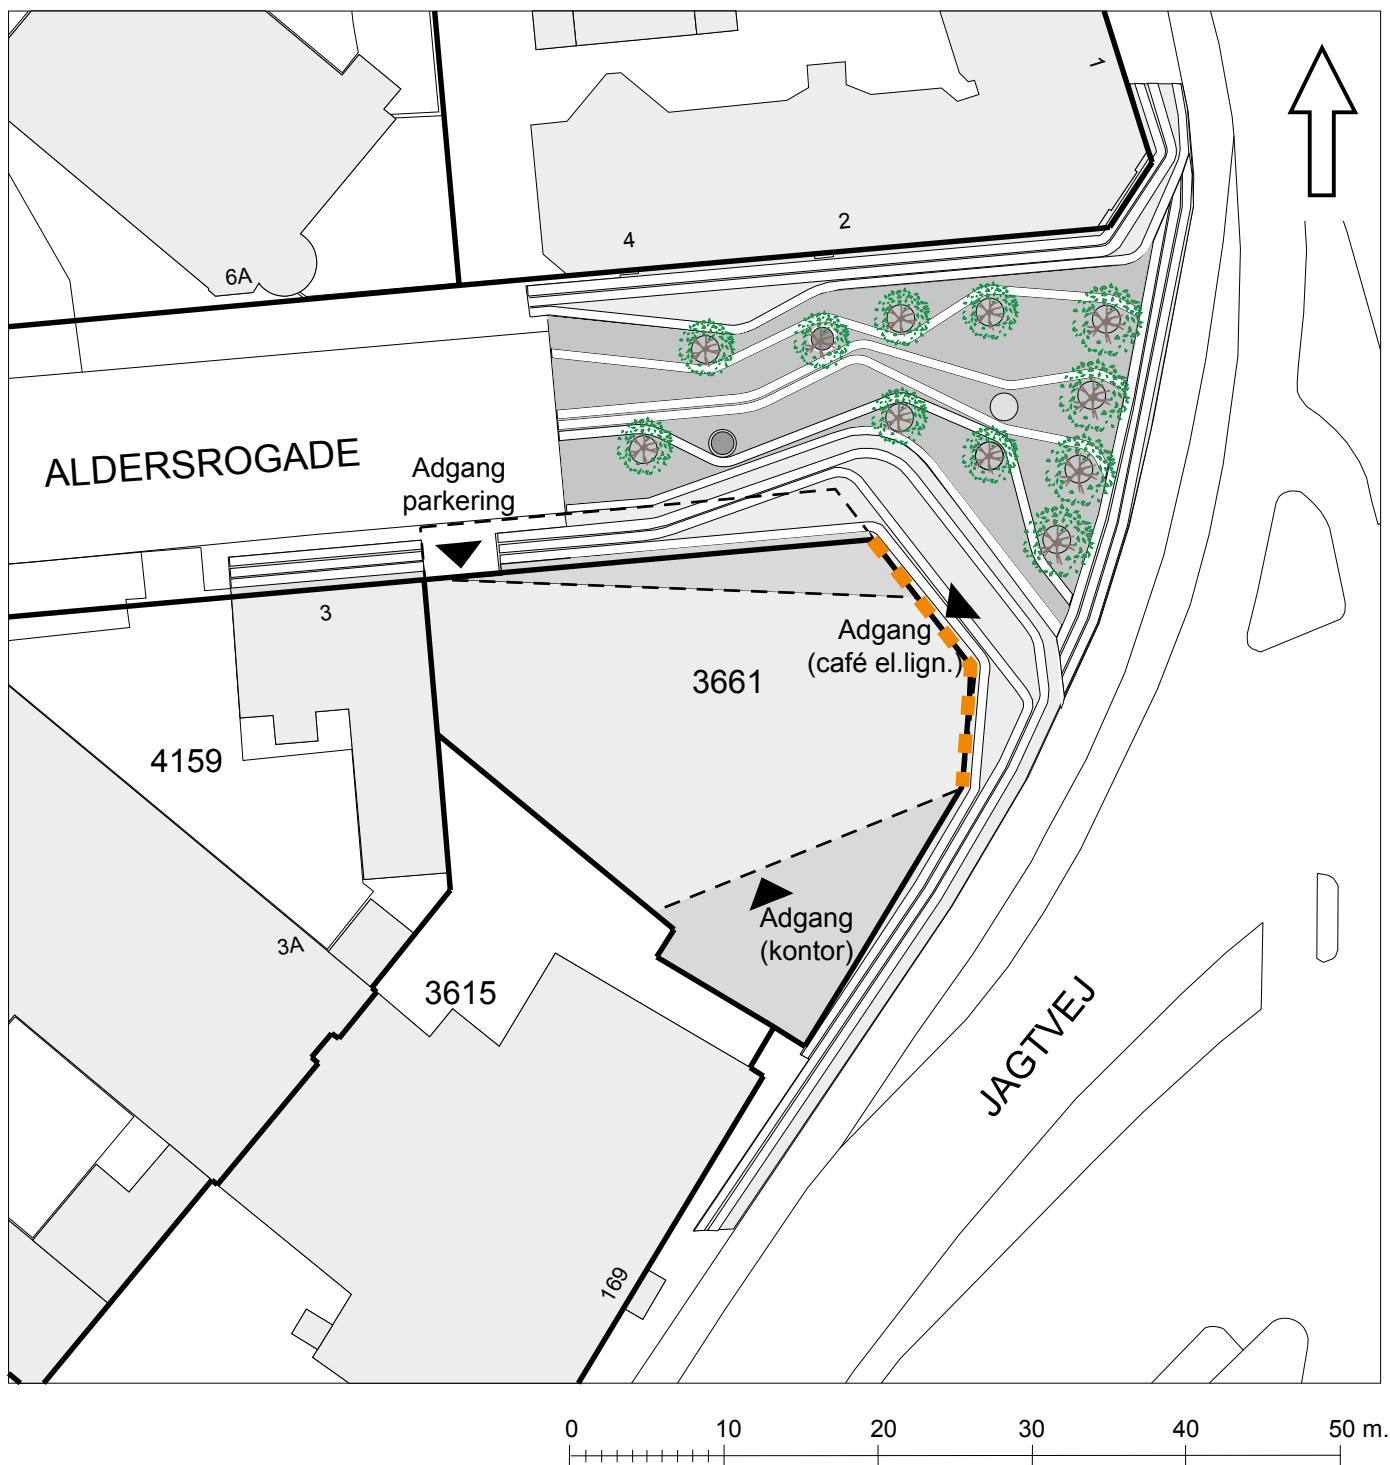 1
2
4
6A
ALDERSROGADE
Adgang
parkering
3
Adgang
(café el.lign.)
3661
4159
Adgang
(kontor)
3A
3615
JAGTVEJ
169
0 10 20 30 40 50 m.